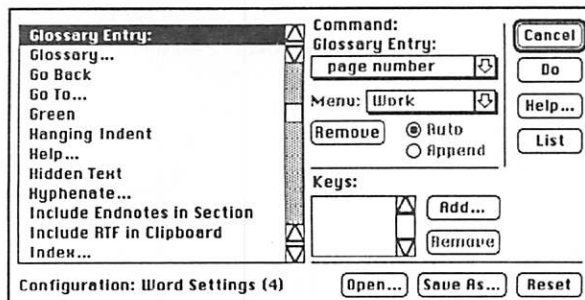 Glossary Entry:
Glossary...
Go Back
Go To...
Green
Hanging Indent
Help...
Hidden Text
Hyphenate...
Include Endnotes in Section
Include RTF in Clipboard
Index...
Configuration: Word Settings (4)
Command:
Glossary Entry:
page number
Menu: Work
Remove
Auto
Append
Keys:
Add...
Remove
Cancel
Do
Help...
List
Open...
Save As...
Reset